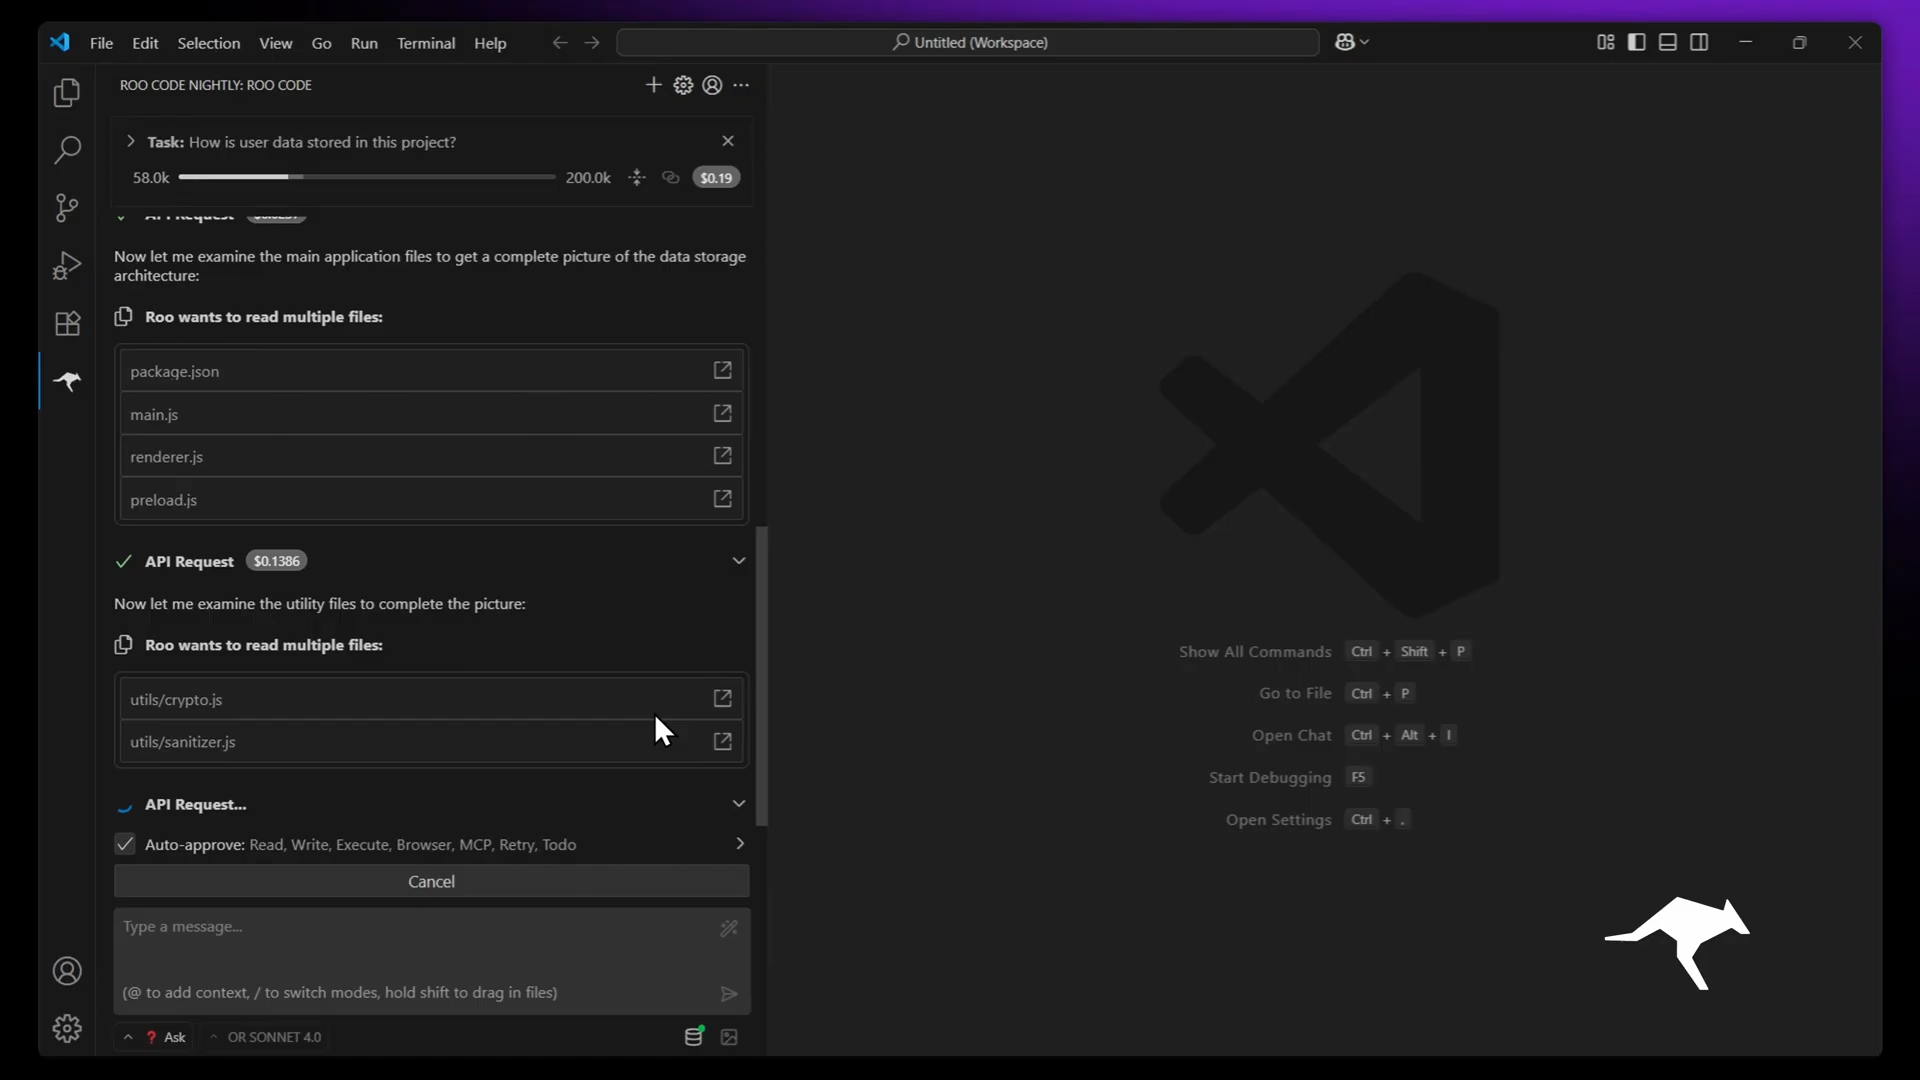 File Edit Selection View Go Run Terminal Help
Untitled (Workspace)
ROO CODE NIGHTLY: ROO CODE
Task: How is user data stored in this project?
58.0k 200.0k $0.19
API Request
Now let me examine the main application files to get a complete picture of the data storage
architecture:
Roo wants to read multiple files:
package.json
main.js
renderer.js
preload.js
API Request $0.1386
Now let me examine the utility files to complete the picture:
Roo wants to read multiple files:
utils/crypto.js
utils/sanitizer.js
API Request...
Auto-approve: Read, Write, Execute, Browser, MCP, Retry, Todo
Cancel
Type a message...
(@ to add context, / to switch modes, hold shift to drag in files)
❓ Ask OR SONNET 4.0
Show All Commands Ctrl + Shift + P
Go to File Ctrl + P
Open Chat Ctrl + Alt + I
Start Debugging F5
Open Settings Ctrl + .